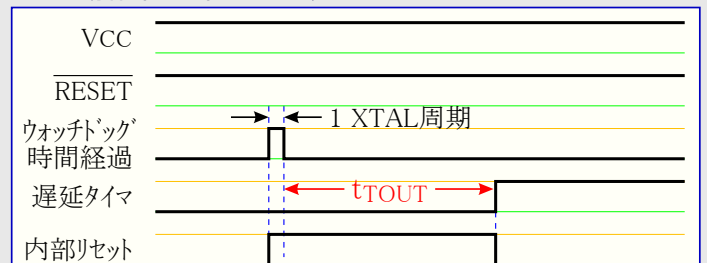 VCC
RESET
1 XTAL周期
ウォッチドッグ
時間経過
tTOUT
遅延タイマ
内部リセット